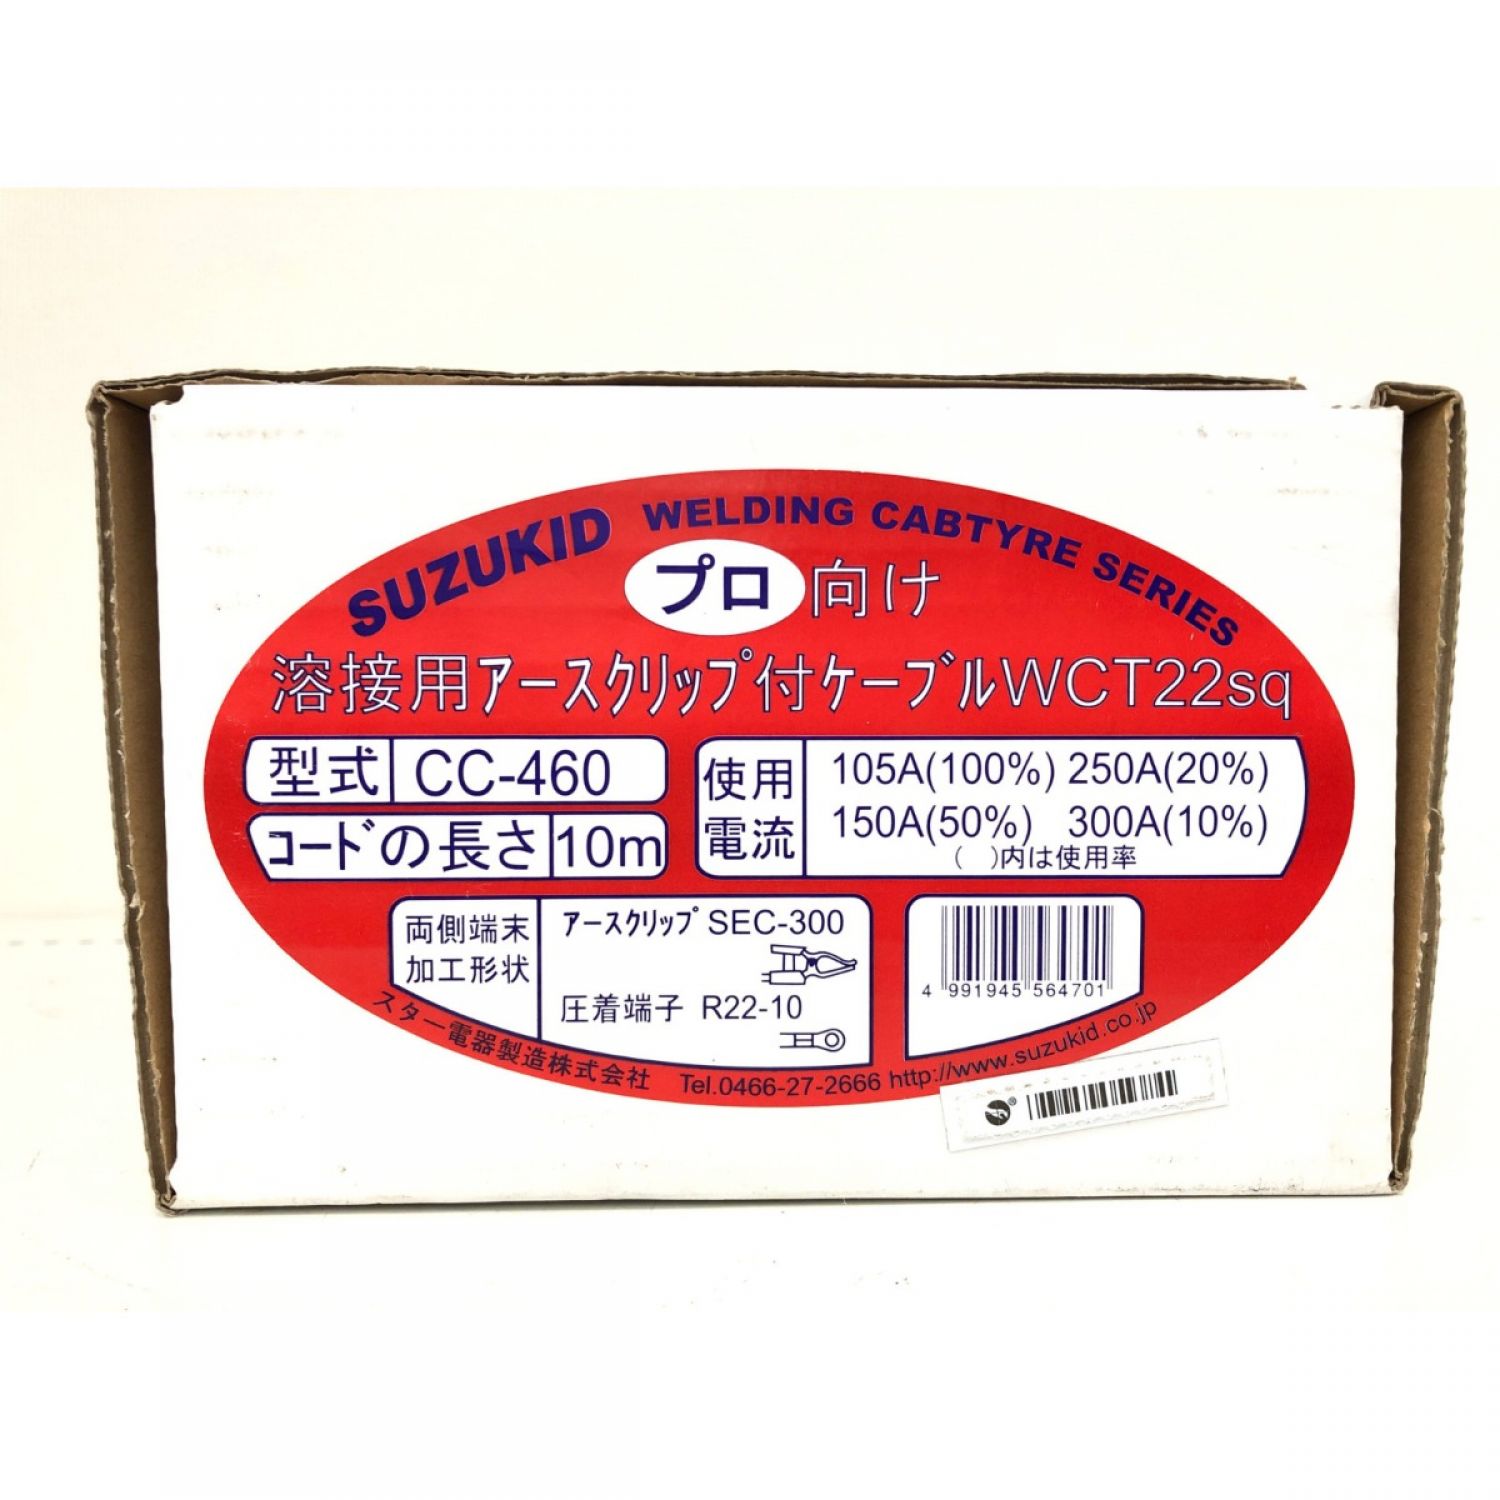 SUZUKID WELDING CABTYRE SERIES
プロ向け
溶接用アースクリップ付ケーブルWCT22sq
型式 CC-460
コードの長さ 10m
使用電流
105A(100%) 250A(20%)
150A(50%) 300A(10%)
( )内は使用率
両側端末
加工形状
アースクリップ SEC-300
圧着端子 R22-10
4 991945 564701
スター電器製造株式会社 Tel.0466-27-2666 http://www.suzukid.co.jp